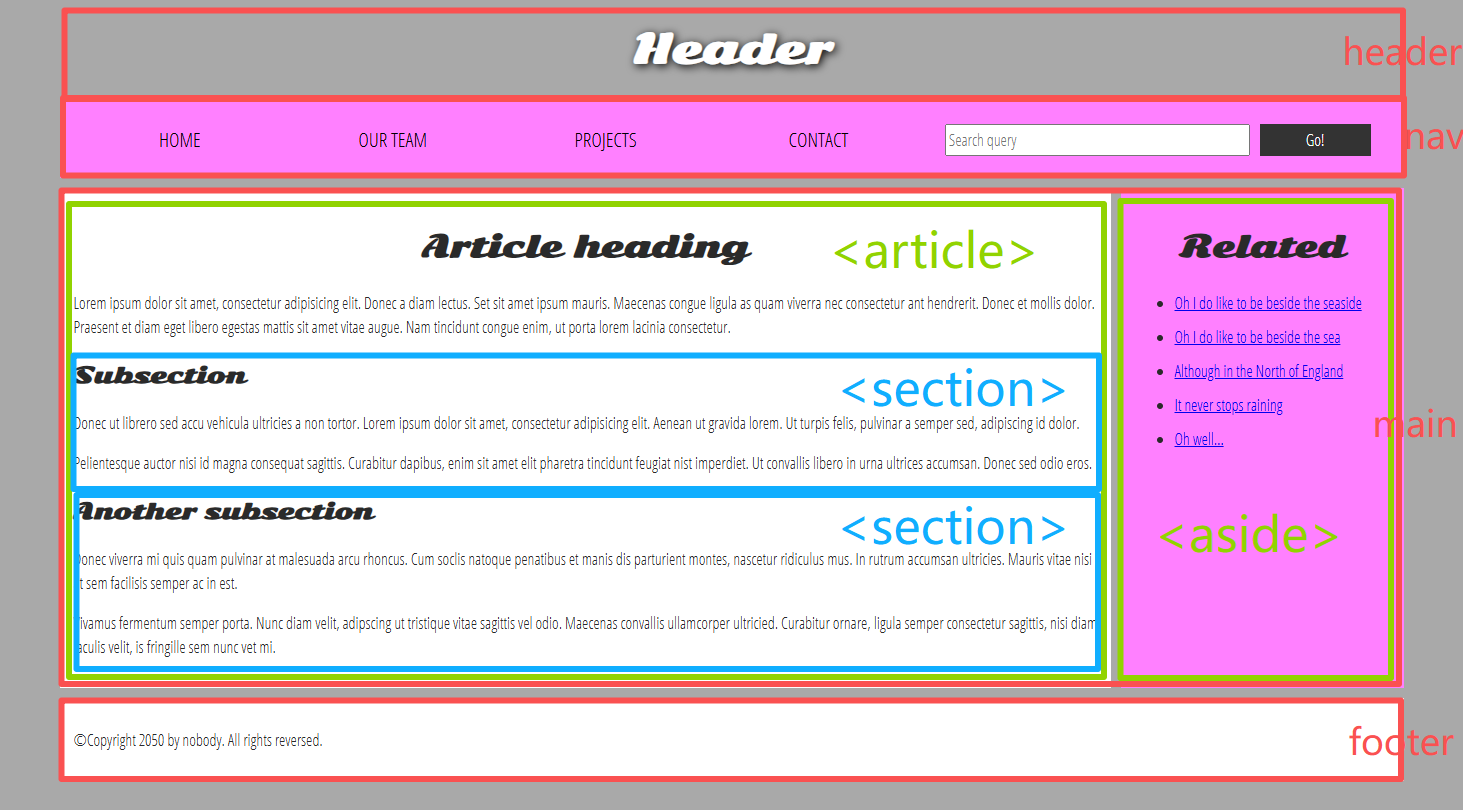 Header
header
HOME OUR TEAM PROJECTS CONTACT Search query Go!
nav
Article heading
<article>
Lorem ipsum dolor sit amet, consectetur adipisicing elit. Donec a diam lectus. Set sit amet ipsum mauris. Maecenas congue ligula as quam viverra nec consectetur ant hendrerit. Donec et mollis dolor.
Praesent et diam eget libero egestas mattis sit amet vitae augue. Nam tincidunt congue enim, ut porta lorem lacinia consectetur.
Subsection
<section>
Donec ut librero sed accu vehicula ultricies a non tortor. Lorem ipsum dolor sit amet, consectetur adipisicing elit. Aenean ut gravida lorem. Ut turpis felis, pulvinar a semper sed, adipiscing id dolor.
Pelientesque auctor nisi id magna consequat sagittis. Curabitur dapibus, enim sit amet elit pharetra tincidunt feugiat nist imperdiet. Ut convallis libero in urna ultrices accumsan. Donec sed odio eros.
Another subsection
<section>
Donec viverra mi quis quam pulvinar at malesuada arcu rhoncus. Cum soclis natoque penatibus et manis dis parturient montes, nascetur ridiculus mus. In rutrum accumsan ultricies. Mauris vitae nisi
at sem facilisis semper ac in est.
Vivamus fermentum semper porta. Nunc diam velit, adipscing ut tristique vitae sagittis vel odio. Maecenas convallis ullamcorper ultricied. Curabitur ornare, ligula semper consectetur sagittis, nisi diam
iaculis velit, is fringille sem nunc vet mi.
Related
Oh I do like to be beside the seaside
Oh I do like to be beside the sea
Although in the North of England
It never stops raining
Oh well...
main
<aside>
©Copyright 2050 by nobody. All rights reversed.
footer